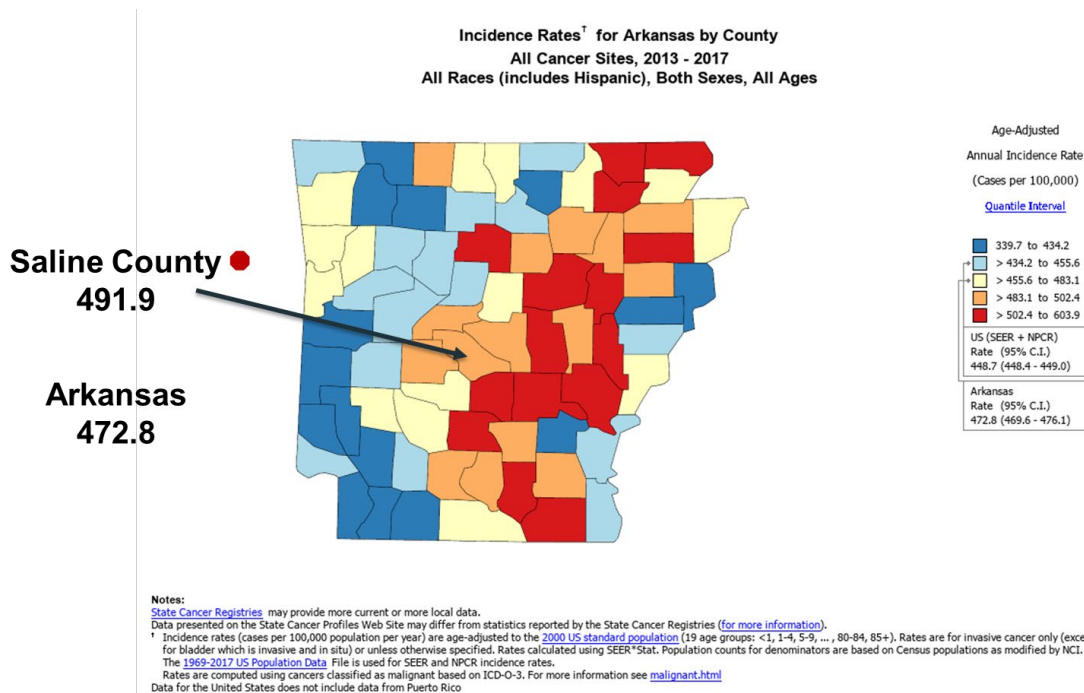 Incidence Rates† for Arkansas by County
All Cancer Sites, 2013 - 2017
All Races (includes Hispanic), Both Sexes, All Ages
Saline County
491.9
Arkansas
472.8
Age-Adjusted
Annual Incidence Rate
(Cases per 100,000)
Quantile Interval
339.7 to 434.2
> 434.2 to 455.6
> 455.6 to 483.1
> 483.1 to 502.4
> 502.4 to 603.9
US (SEER + NPCR)
Rate (95% C.I.)
448.7 (448.4 - 449.0)
Arkansas
Rate (95% C.I.)
472.8 (469.6 - 476.1)
Notes:
State Cancer Registries may provide more current or more local data.
Data presented on the State Cancer Profiles Web Site may differ from statistics reported by the State Cancer Registries (for more information).
† Incidence rates (cases per 100,000 population per year) are age-adjusted to the 2000 US standard population (19 age groups: <1, 1-4, 5-9, ... , 80-84, 85+). Rates are for invasive cancer only (exce
for bladder which is invasive and in situ) or unless otherwise specified. Rates calculated using SEER*Stat. Population counts for denominators are based on Census populations as modified by NCI.
The 1969-2017 US Population Data File is used for SEER and NPCR incidence rates.
Rates are computed using cancers classified as malignant based on ICD-O-3. For more information see malignant.html
Data for the United States does not include data from Puerto Rico